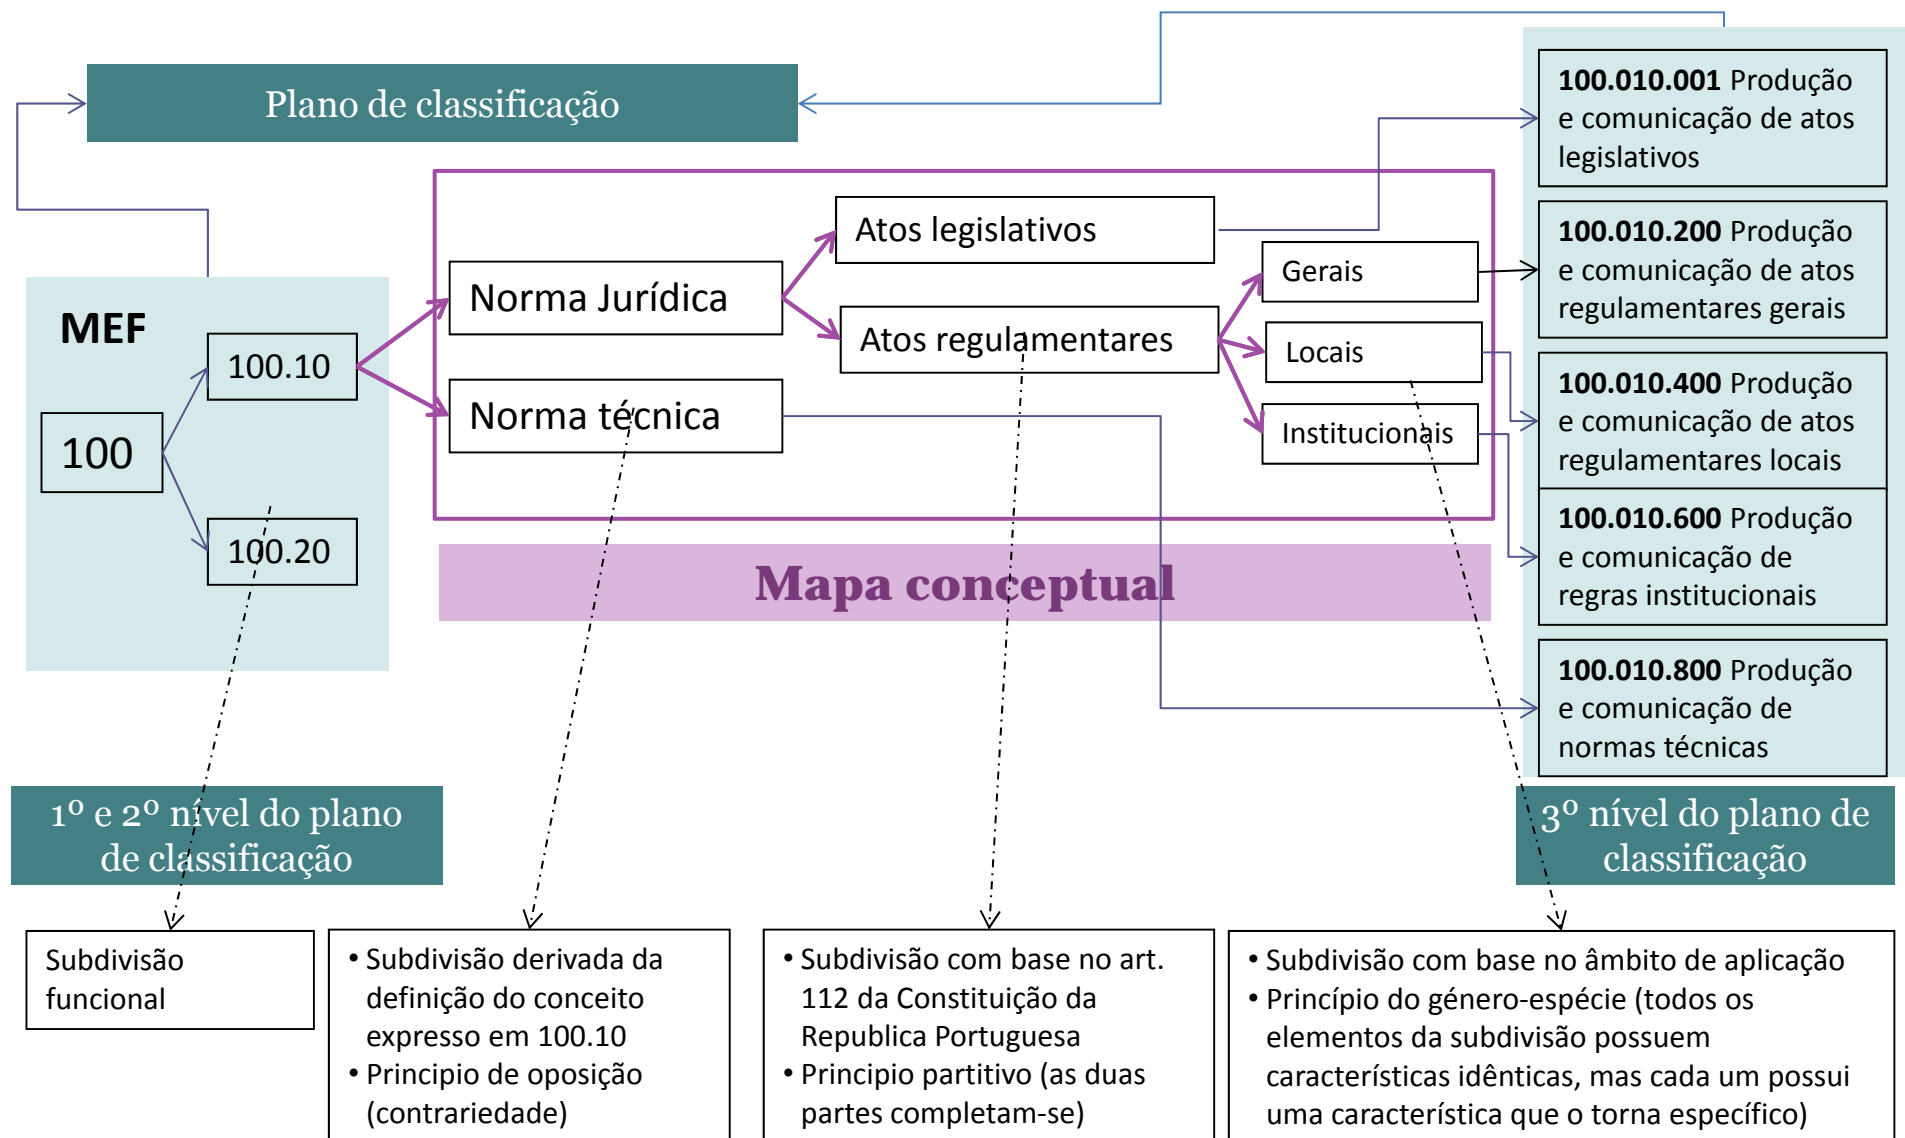 Plano de classificação
MEF
100
100.10
100.20
Norma Jurídica
Norma técnica
Atos legislativos
Atos regulamentares
Gerais
Locais
Institucionais
Mapa conceptual
100.010.001 Produção
e comunicação de atos
legislativos
100.010.200 Produção
e comunicação de atos
regulamentares gerais
100.010.400 Produção
e comunicação de atos
regulamentares locais
100.010.600 Produção
e comunicação de
regras institucionais
100.010.800 Produção
e comunicação de
normas técnicas
1º e 2º nível do plano
de classificação
3º nível do plano de
classificação
Subdivisão
funcional
• Subdivisão derivada da
definição do conceito
expresso em 100.10
• Principio de oposição
(contrariedade)
• Subdivisão com base no art.
112 da Constituição da
Republica Portuguesa
• Principio partitivo (as duas
partes completam-se)
• Subdivisão com base no âmbito de aplicação
• Princípio do género-espécie (todos os
elementos da subdivisão possuem
características idênticas, mas cada um possui
uma característica que o torna específico)